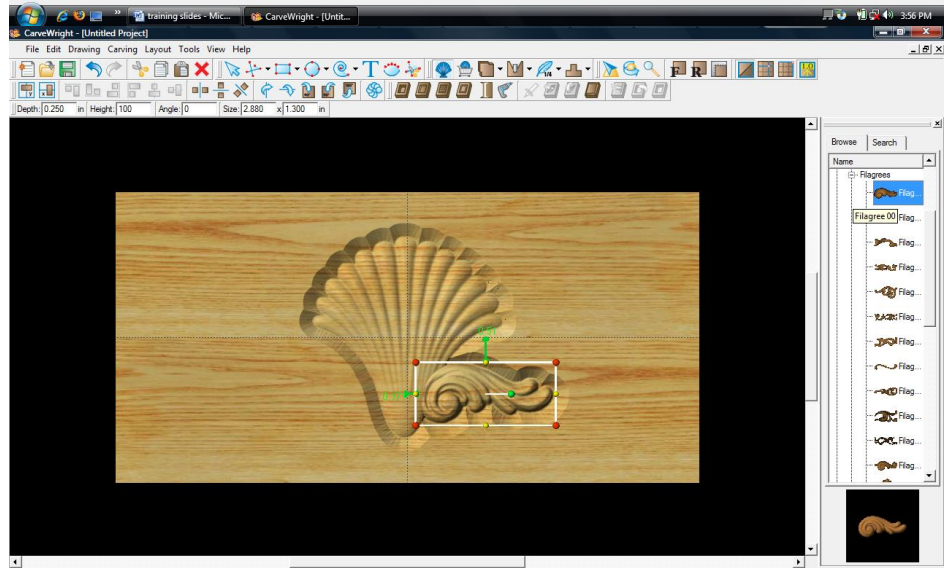 training slides - Mic...
CarveWright - [Untit...
3:56 PM
CarveWright - [Untitled Project]
File Edit Drawing Carving Layout Tools View Help
Depth: 0.250 in Height: 100 Angle: 0 Size: 2.880 x 1.300 in
Browse Search
Name
Filagrees
Filag...
Filagree 00 Filag...
Filag...
Filag...
Filag...
Filag...
Filag...
Filag...
Filag...
Filag...
Filag...
Filag...